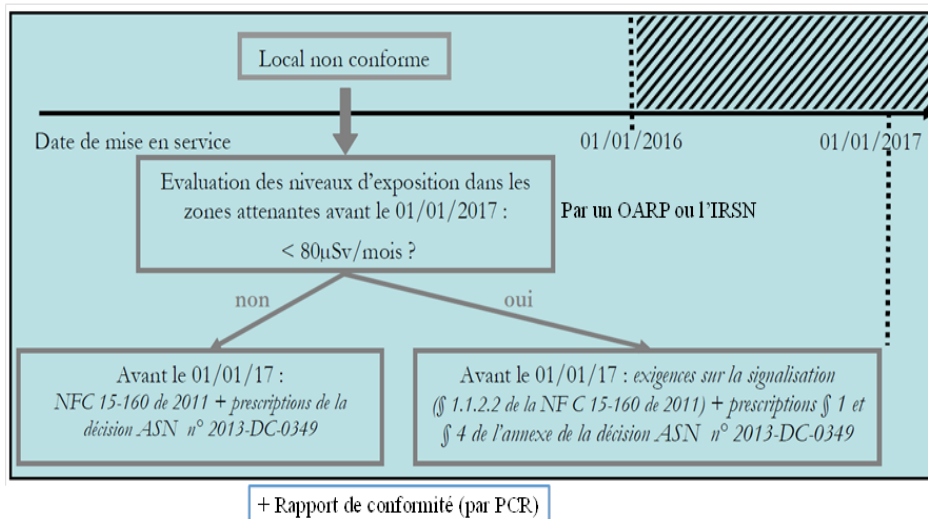 Local non conforme
Date de mise en service
01/01/2016
01/01/2017
Evaluation des niveaux d'exposition dans les
zones attenantes avant le 01/01/2017 :
< 80µSv/mois ?
Par un OARP ou l'IRSN
non
oui
Avant le 01/01/17 :
NFC 15-160 de 2011 + prescriptions de la
décision ASN n° 2013-DC-0349
Avant le 01/01/17 : exigences sur la signalisation
(§ 1.1.2.2 de la NF C 15-160 de 2011) + prescriptions § 1 et
§ 4 de l'annexe de la décision ASN n° 2013-DC-0349
+ Rapport de conformité (par PCR)